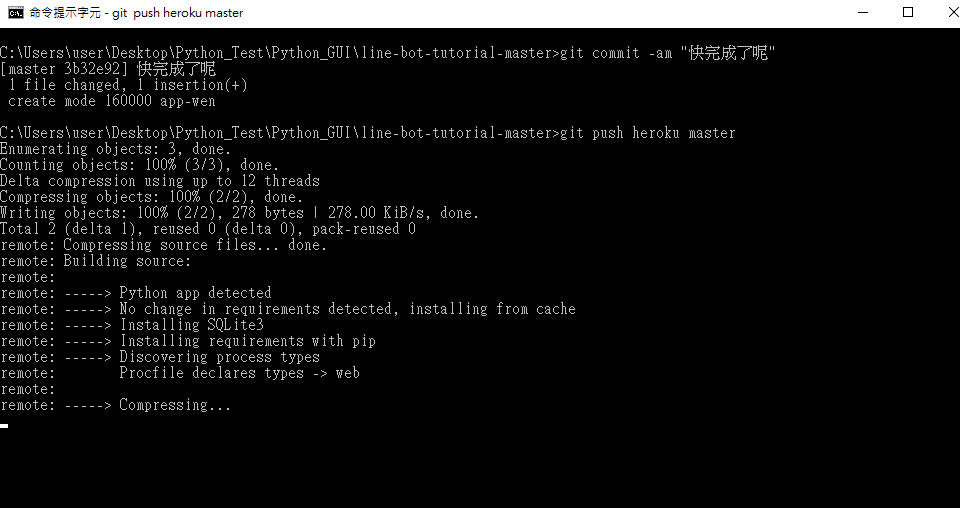 命令提示字元 - git  push heroku master
C:\Users\user\Desktop\Python_Test\Python_GUI\line-bot-tutorial-master>git commit -am "快完成了呢"
[master 3b32e92] 快完成了呢
 1 file changed, 1 insertion(+)
 create mode 160000 app-wen
C:\Users\user\Desktop\Python_Test\Python_GUI\line-bot-tutorial-master>git push heroku master
Enumerating objects: 3, done.
Counting objects: 100% (3/3), done.
Delta compression using up to 12 threads
Compressing objects: 100% (2/2), done.
Writing objects: 100% (2/2), 278 bytes | 278.00 KiB/s, done.
Total 2 (delta 1), reused 0 (delta 0), pack-reused 0
remote: Compressing source files... done.
remote: Building source:
remote:
remote: -----> Python app detected
remote: -----> No change in requirements detected, installing from cache
remote: -----> Installing SQLite3
remote: -----> Installing requirements with pip
remote: -----> Discovering process types
remote:        Procfile declares types -> web
remote:
remote: -----> Compressing...